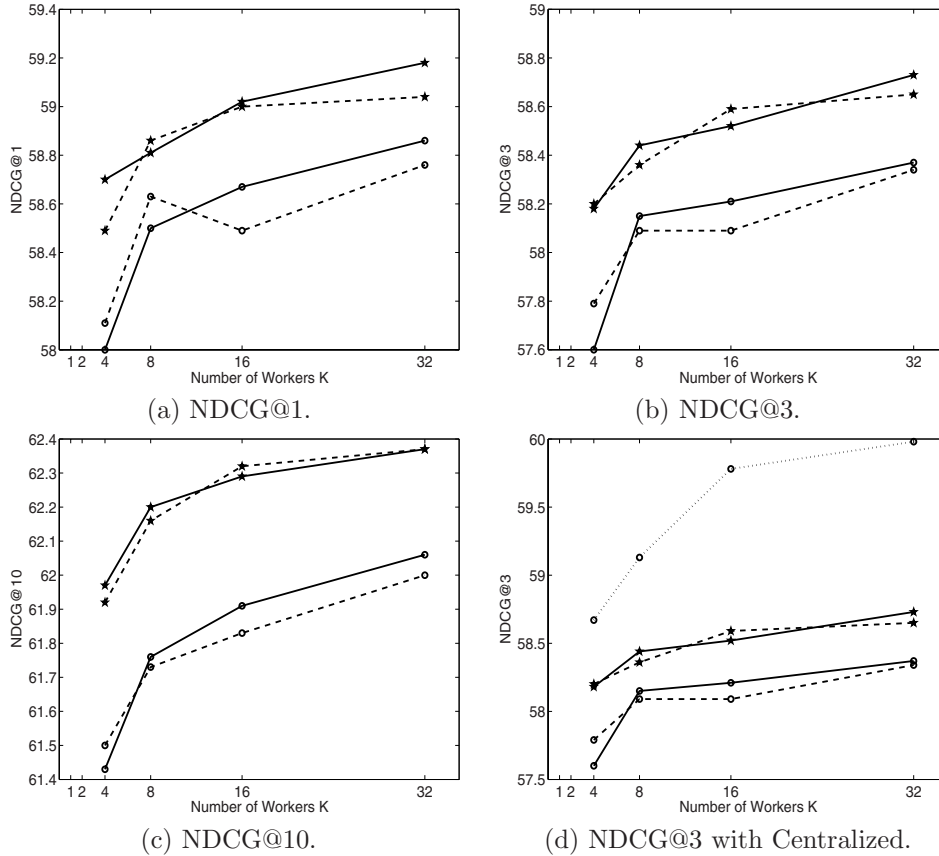 59.4
59.2
59
58.8
58.6
58.4
58.2
58
NDCG@1
1 2 4 8 16 32
Number of Workers K
(a) NDCG@1.
59
58.8
58.6
58.4
58.2
58
57.8
57.6
NDCG@3
1 2 4 8 16 32
Number of Workers K
(b) NDCG@3.
62.4
62.3
62.2
62.1
62
61.9
61.8
61.7
61.6
61.5
61.4
NDCG@10
1 2 4 8 16 32
Number of Workers K
(c) NDCG@10.
60
59.5
59
58.5
58
57.5
NDCG@3
1 2 4 8 16 32
Number of Workers K
(d) NDCG@3 with Centralized.